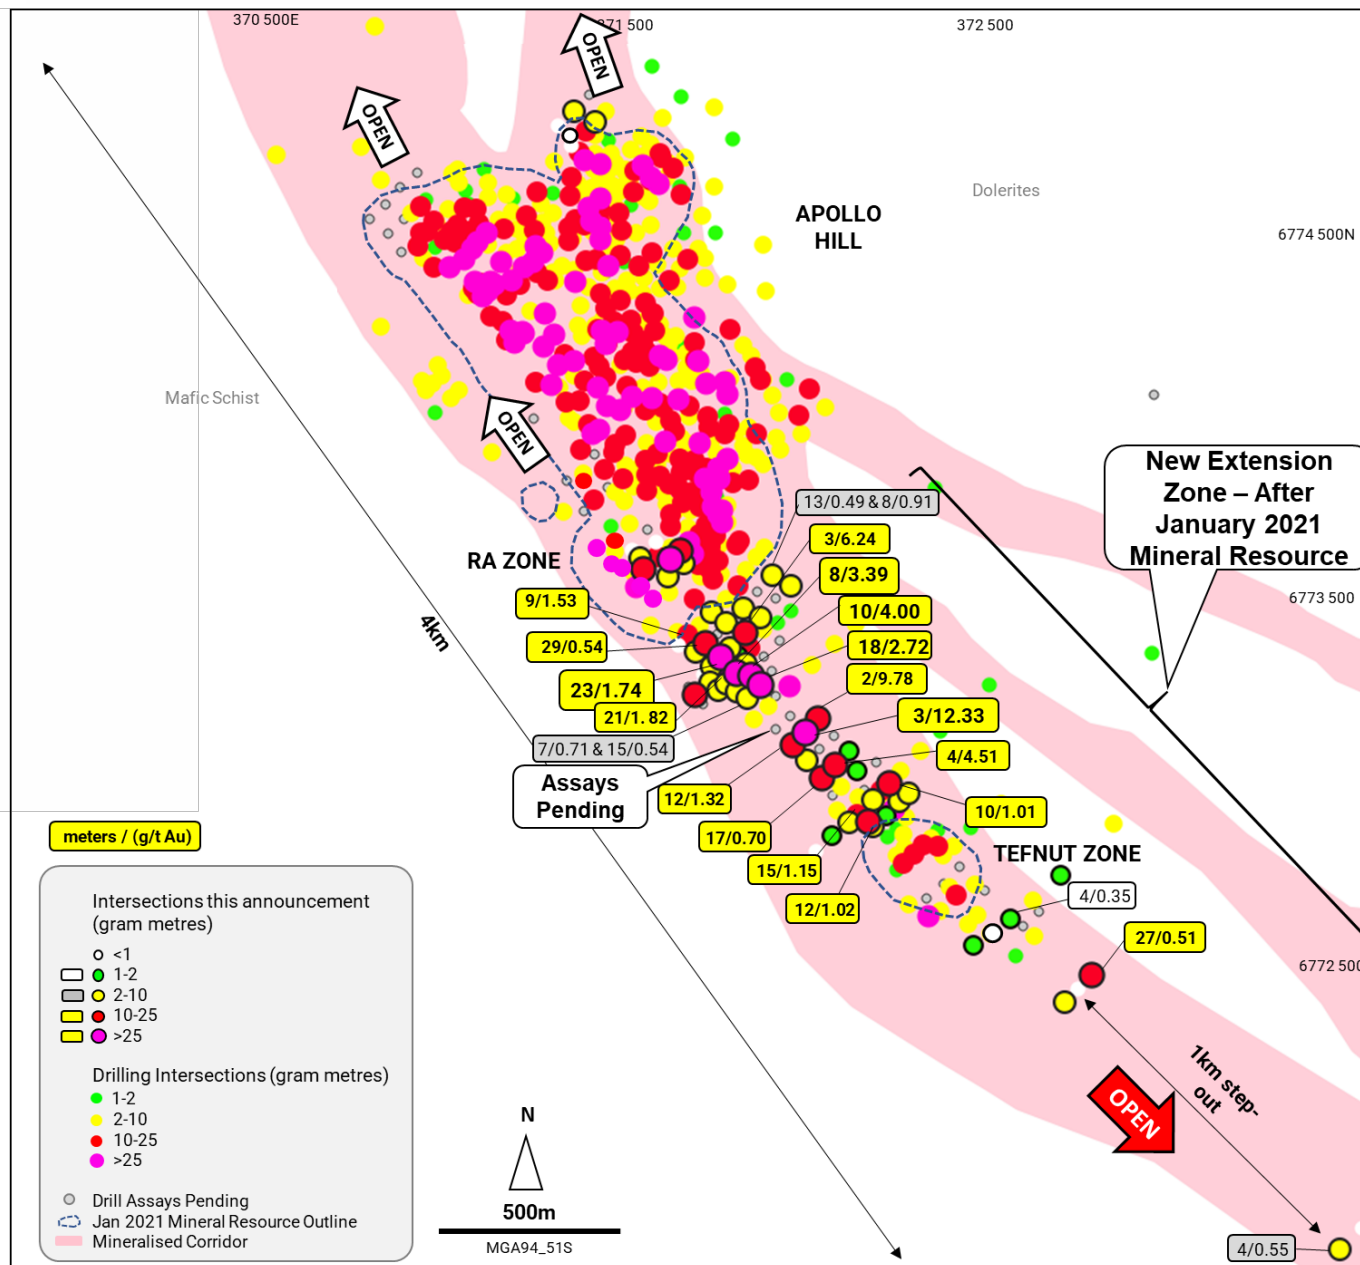 370 500E
371 500
372 500
OPEN
OPEN
APOLLO
HILL
Dolerites
6774 500N
Mafic Schist
OPEN
New Extension
Zone – After
January 2021
Mineral Resource
13/0.49 & 8/0.91
3/6.24
RA ZONE
8/3.39
9/1.53
10/4.00
6773 500
4km
29/0.54
18/2.72
23/1.74
2/9.78
21/1.82
3/12.33
7/0.71 & 15/0.54
4/4.51
Assays
Pending
12/1.32
10/1.01
17/0.70
meters / (g/t Au)
15/1.15
TEFNUT ZONE
4/0.35
12/1.02
27/0.51
6772 500
Intersections this announcement
(gram metres)
<1
1-2
2-10
10-25
>25
Drilling Intersections (gram metres)
1-2
2-10
10-25
>25
Drill Assays Pending
Jan 2021 Mineral Resource Outline
Mineralised Corridor
N
500m
MGA94_51S
1km step-
out
OPEN
4/0.55